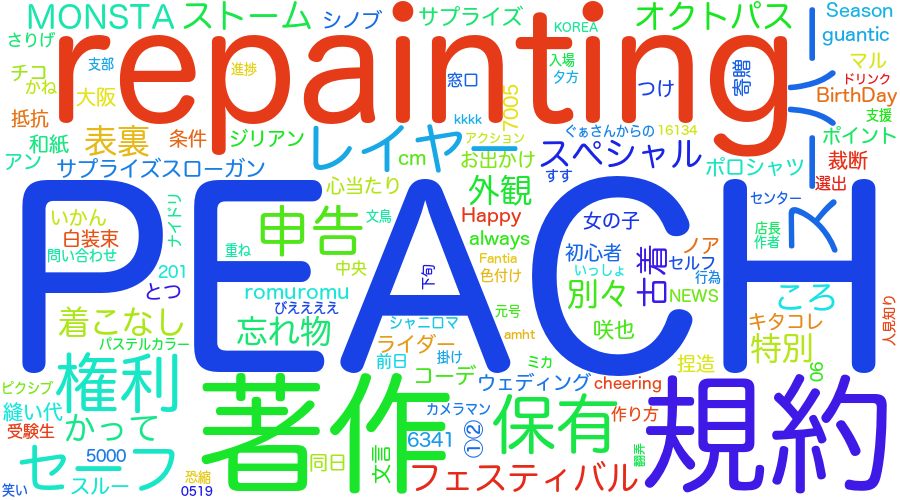 MONSTA ストーム シノブ サプライズ オクトパス Season
KOREA guantic
さりげ repainting シリーズ
支部 進捗 窓口 入場 マル
チコ 夕方 ドリンク
かね 大阪 7005 つけ 寄贈 BirthDay
抵抗 kkkk 支援
和紙 表裏 条件 ジリアン レイヤー アクション ぐぁさんからの 16134 ポイント
アン サプライズスローガン cm お出かけ スペシャル ポロシャツ 裁断
心当たり 外観 すす 選出
PEACH
いかん ナイドリ 申告 文鳥 Happy 女の子 センター
白装束 always 古着 ノア 店長
問い合わせ 重ね Fantia 初心者 セルフ 作者
201 中央 下旬 色付け いっしょ 行為
とつ romuromu 別々 NEWS ころ
びええええ 元号 人見知り
着こなし 忘れ物 シャニロマ 咲也 キタコレ
パステルカラー ライダー amht 特別
前日 掛け ミカ 捏造
権利 コーデ ウェディング cheering 06
ピクシブ 著作 規約
縫い代 カメラマン 保有 作り方
受験生 かって 6341 ①②
セーフ 5000 同日 文言 翻弄
スルー 恐縮 フェスティバル
笑い 0519